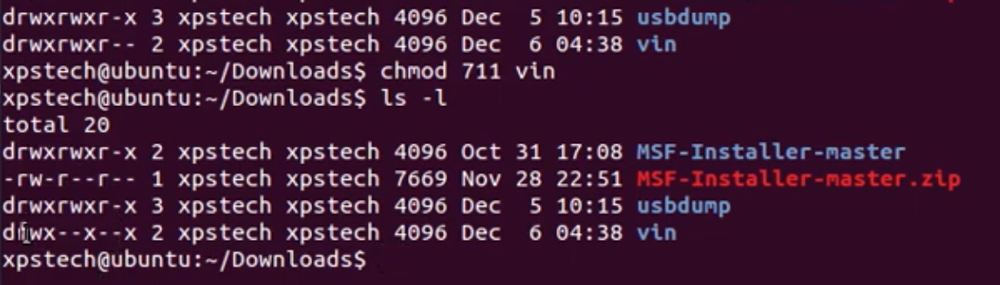 drwxrwxr-x 3 xpstech xpstech 4096 Dec  5 10:15 usbdump
drwxrwxr-- 2 xpstech xpstech 4096 Dec  6 04:38 vin
xpstech@ubuntu:~/Downloads$ chmod 711 vin
xpstech@ubuntu:~/Downloads$ ls -l
total 20
drwxrwxr-x 2 xpstech xpstech 4096 Oct 31 17:08 MSF-Installer-master
-rw-r--r-- 1 xpstech xpstech 7669 Nov 28 22:51 MSF-Installer-master.zip
drwxrwxr-x 3 xpstech xpstech 4096 Dec  5 10:15 usbdump
drwx--x--x 2 xpstech xpstech 4096 Dec  6 04:38 vin
xpstech@ubuntu:~/Downloads$